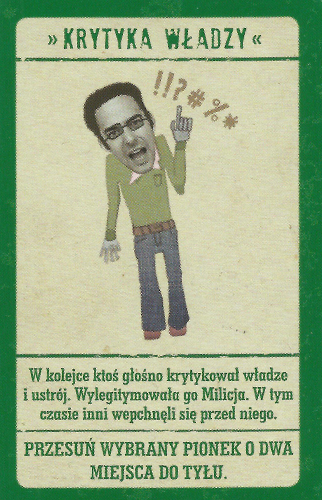 » KRYTYKA WŁADZY «
!!?#%*
W kolejce ktoś głośno krytykował władze
i ustrój. Wylegitymowała go Milicja. W tym
czasie inni wepchnęli się przed niego.
PRZESUŃ WYBRANY PIONEK O DWA
MIEJSCA DO TYŁU.